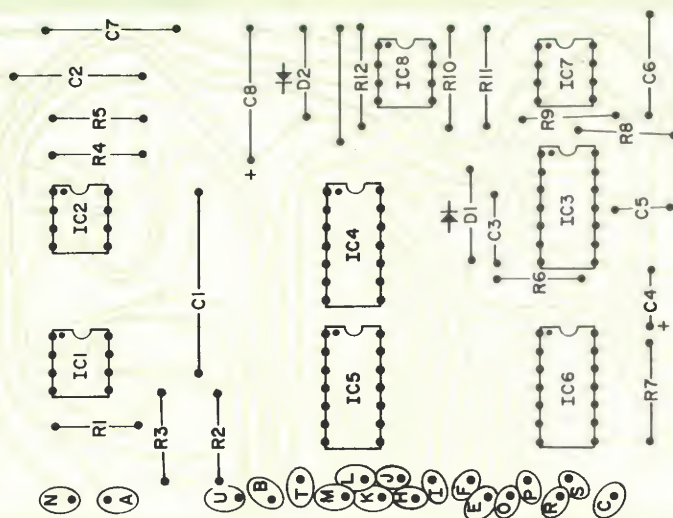 C7
C2
R5
R4
C8
D2
R12
IC8
R10
R11
IC7
C6
R9
R8
+
IC2
C1
IC4
D1
C3
IC3
C5
R6
C4
+
IC1
IC5
IC6
R7
R1
R3
R2
N
A
U
B
T
M
L
K
J
H
I
F
E
O
P
R
S
C